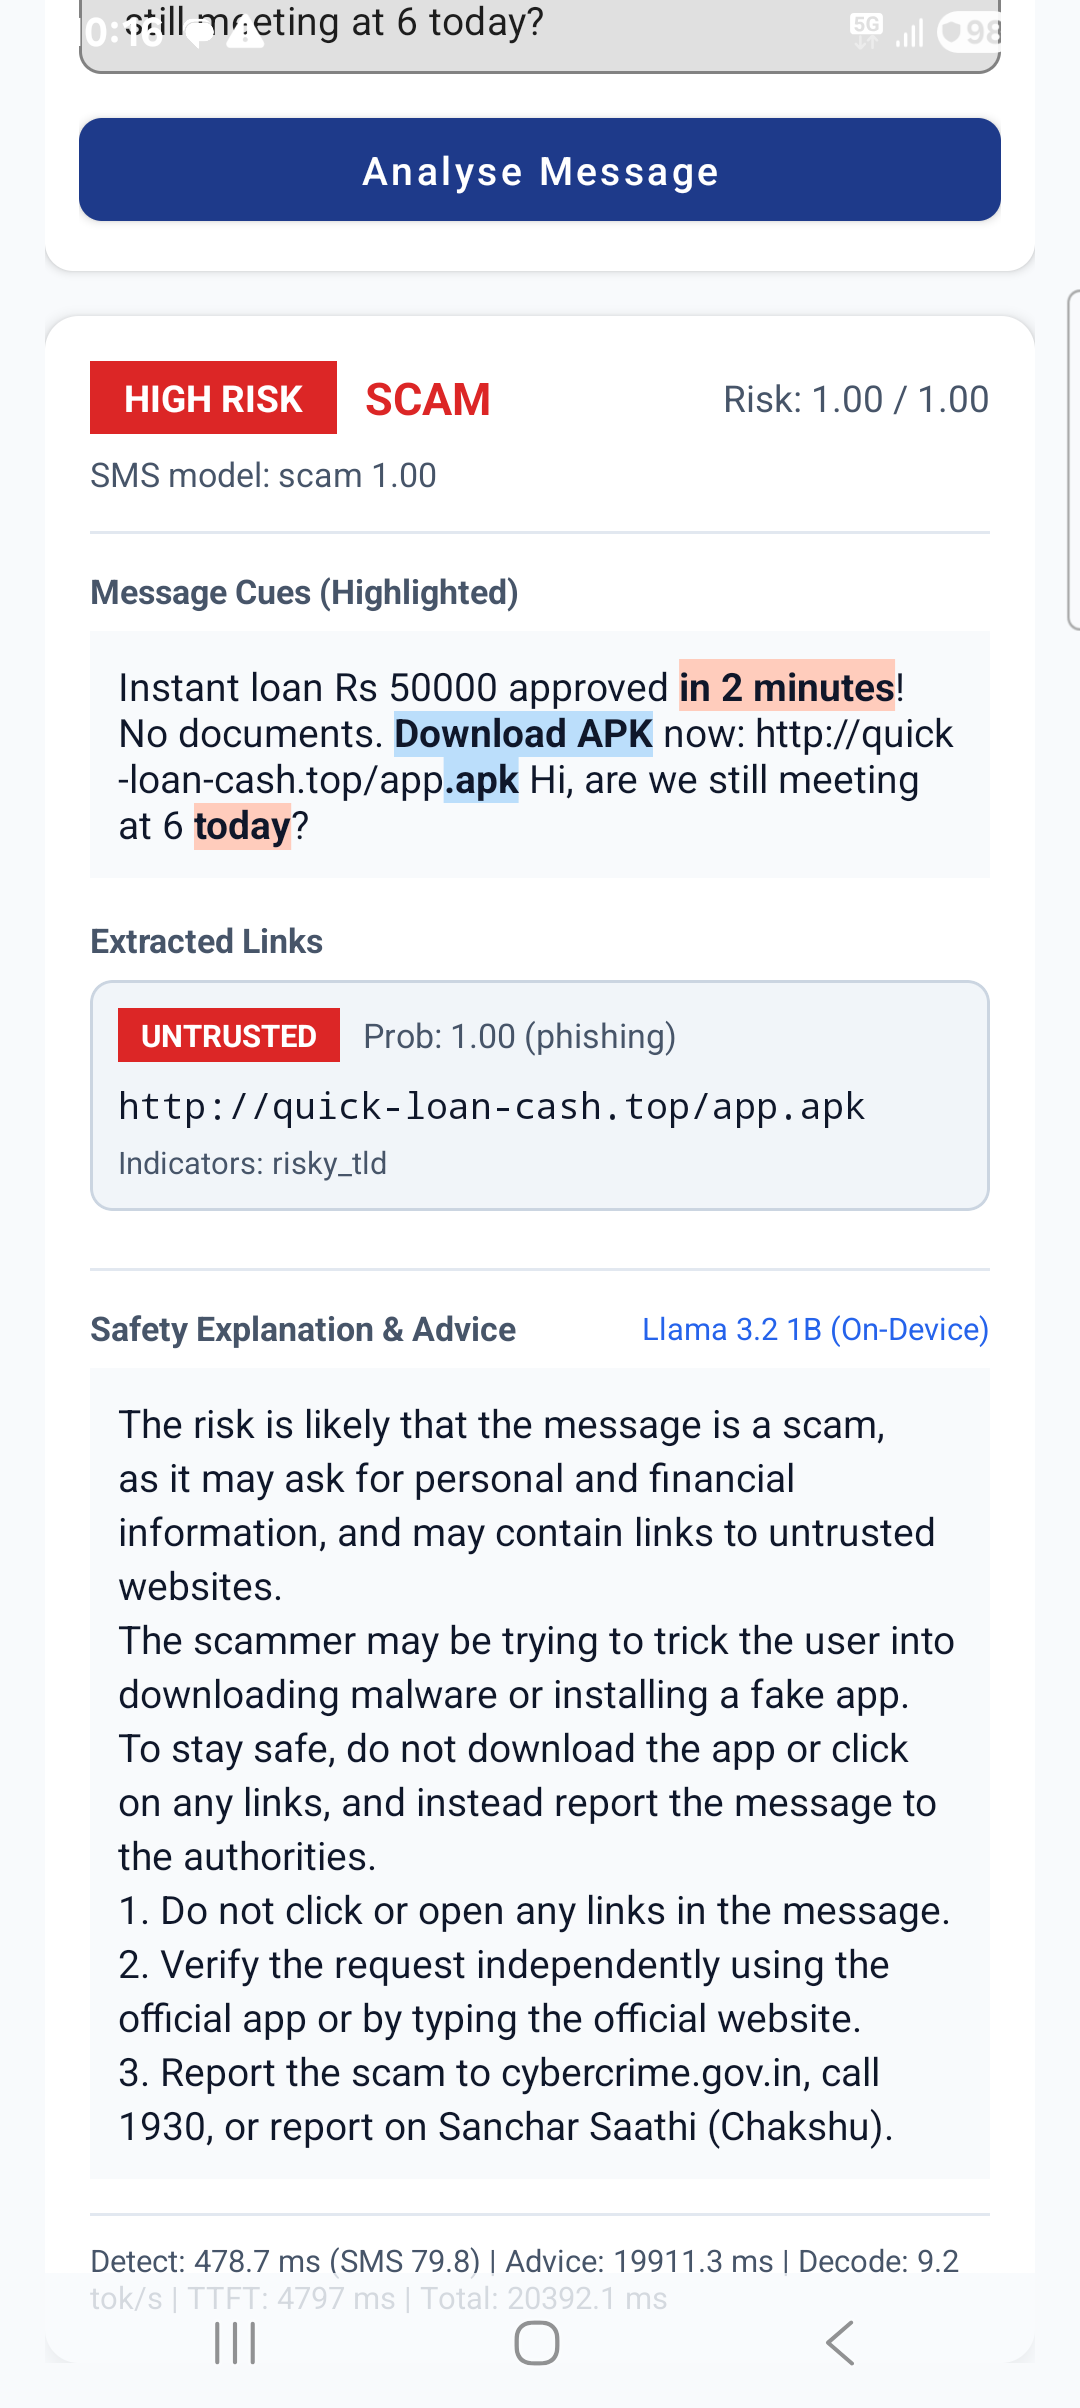 still meeting at 6 today?
0:16
5G
98
Analyse Message
HIGH RISK SCAM Risk: 1.00 / 1.00
SMS model: scam 1.00
Message Cues (Highlighted)
Instant loan Rs 50000 approved in 2 minutes!
No documents. Download APK now: http://quick
-loan-cash.top/app.apk Hi, are we still meeting
at 6 today?
Extracted Links
UNTRUSTED Prob: 1.00 (phishing)
http://quick-loan-cash.top/app.apk
Indicators: risky_tld
Safety Explanation & Advice Llama 3.2 1B (On-Device)
The risk is likely that the message is a scam,
as it may ask for personal and financial
information, and may contain links to untrusted
websites.
The scammer may be trying to trick the user into
downloading malware or installing a fake app.
To stay safe, do not download the app or click
on any links, and instead report the message to
the authorities.
1. Do not click or open any links in the message.
2. Verify the request independently using the
official app or by typing the official website.
3. Report the scam to cybercrime.gov.in, call
1930, or report on Sanchar Saathi (Chakshu).
Detect: 478.7 ms (SMS 79.8) | Advice: 19911.3 ms | Decode: 9.2
tok/s | TTFT: 4797 ms | Total: 20392.1 ms